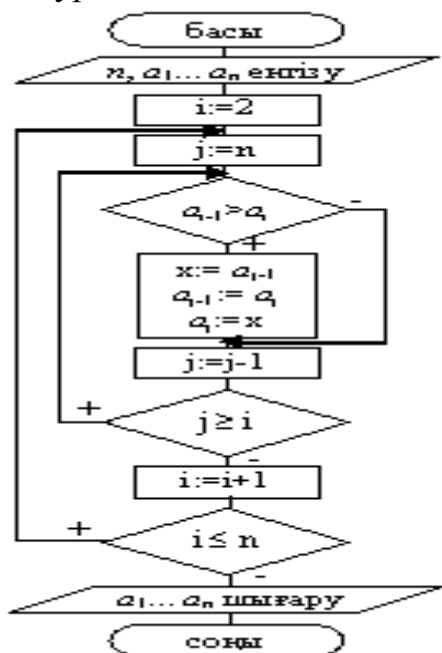 басы
n, a₁... aₙ енгізу
i:=2
j:=n
aⱼ₋₁>aⱼ
-
+
x:= aⱼ₋₁
aⱼ₋₁:= aⱼ
aⱼ:= x
j:=j-1
+
j ≥ i
-
i:=i+1
+
i ≤ n
-
a₁... aₙ шығару
соңы